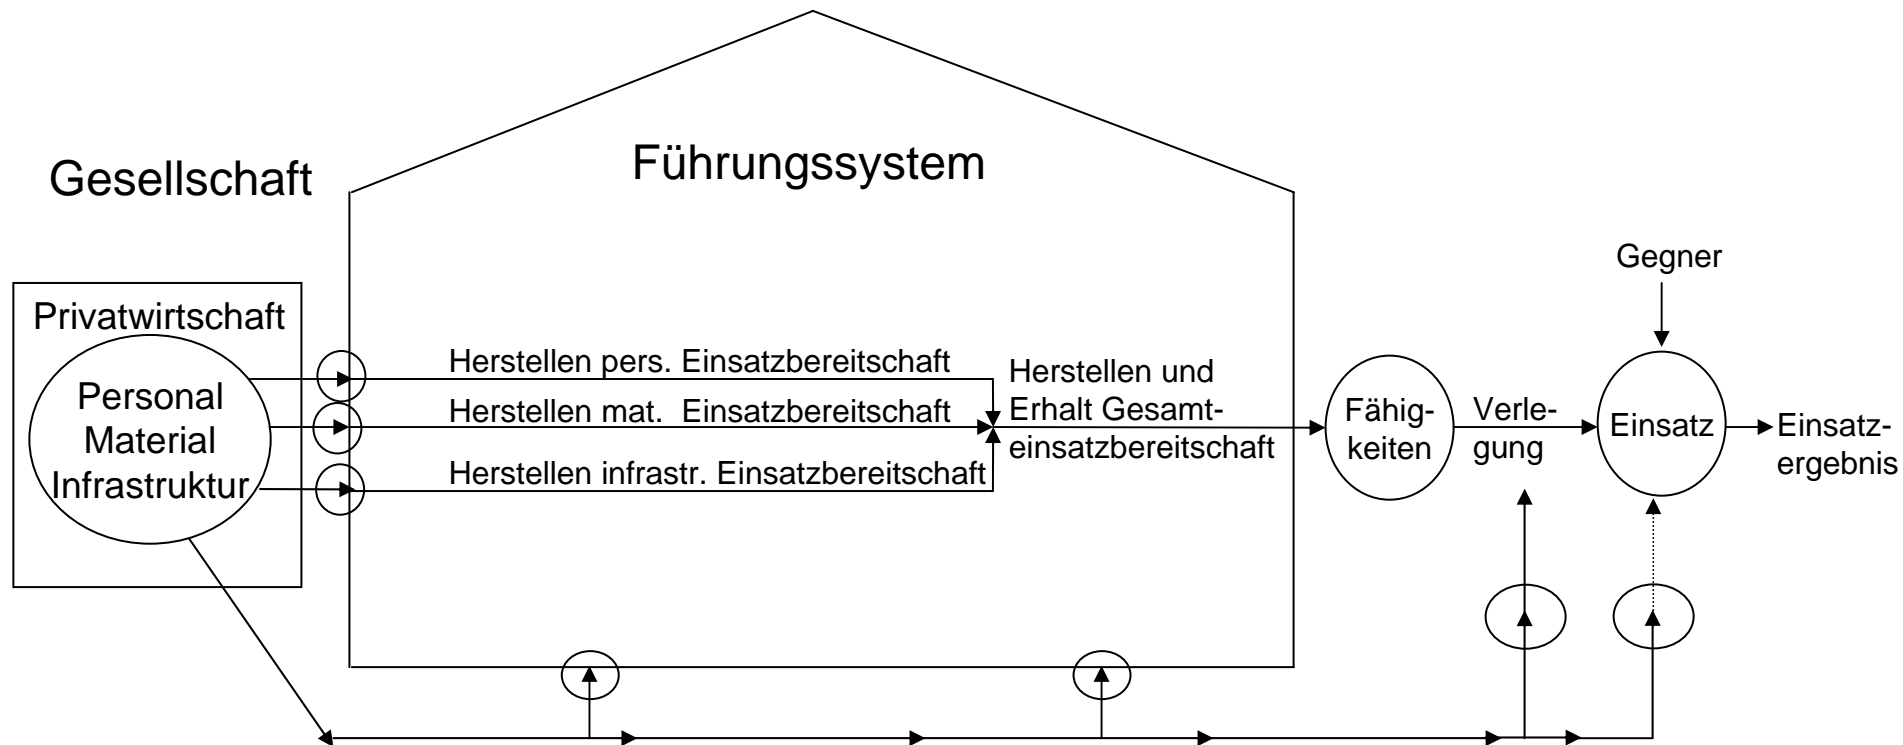 Gesellschaft
Führungssystem
Privatwirtschaft
Personal
Material
Infrastruktur
Herstellen pers. Einsatzbereitschaft
Herstellen mat. Einsatzbereitschaft
Herstellen infrastr. Einsatzbereitschaft
Herstellen und
Erhalt Gesamt-
einsatzbereitschaft
Fähig-
keiten
Verle-
gung
Gegner
Einsatz
Einsatz-
ergebnis